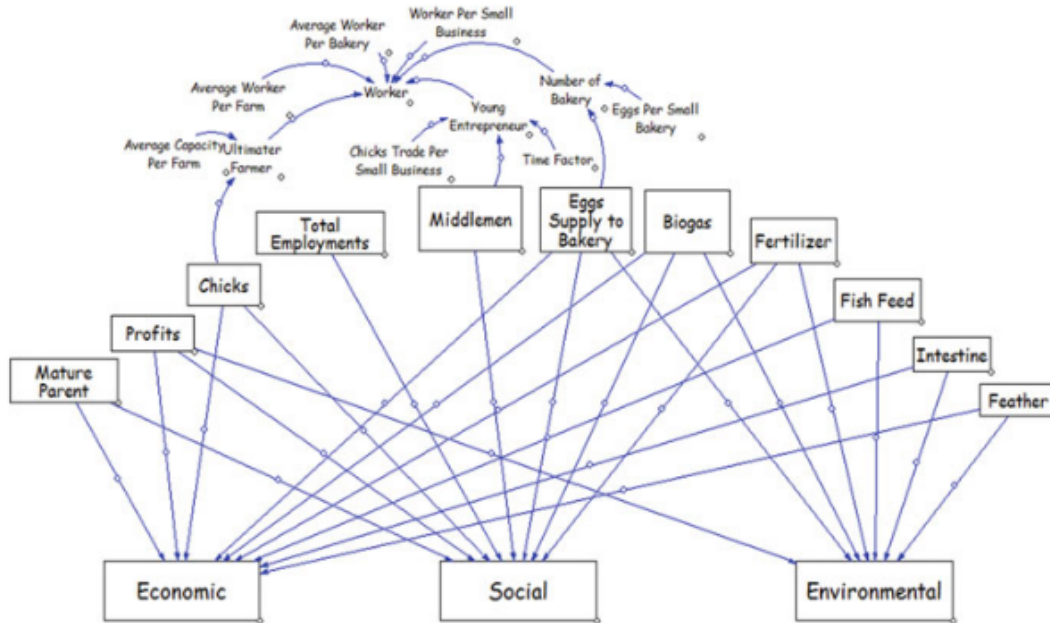 Worker Per Small
Business
Average Worker
Per Bakery
Average Worker
Per Farm
Worker
Number of
Bakery
Eggs Per Small
Bakery
Young
Entrepreneur
Average Capacity
Per Farm
Ultimater
Farmer
Chicks Trade Per
Small Business
Time Factor
Total
Employments
Middlemen
Eggs
Supply to
Bakery
Biogas
Fertilizer
Chicks
Fish Feed
Profits
Intestine
Mature
Parent
Feather
Economic
Social
Environmental